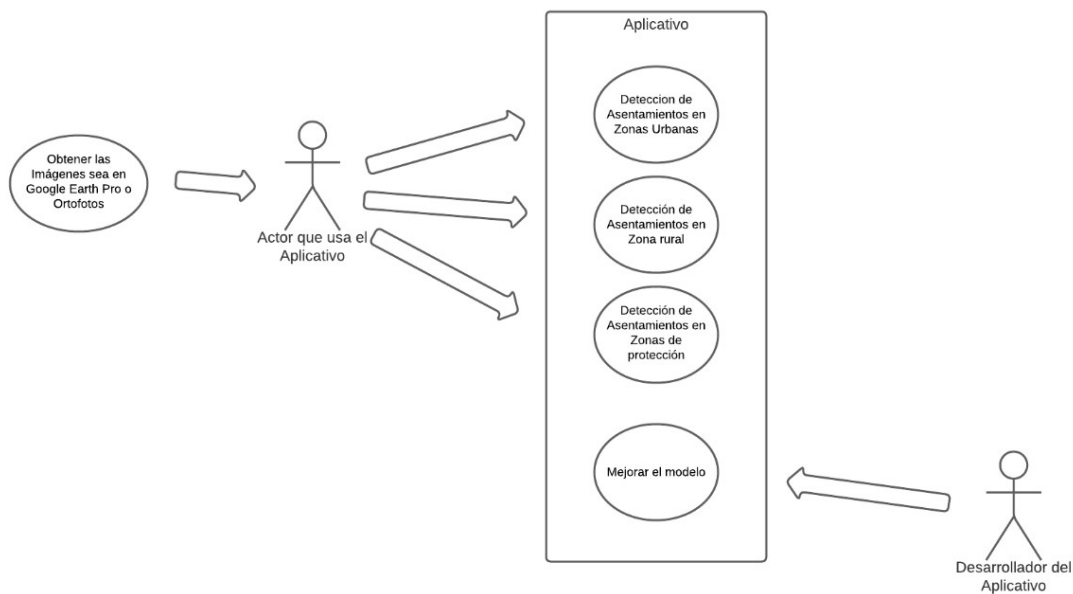 Aplicativo
Deteccion de
Asentamientos en
Zonas Urbanas
Obtener las
Imágenes sea en
Google Earth Pro o
Ortofotos
Actor que usa el
Aplicativo
Detección de
Asentamientos en
Zona rural
Detección de
Asentamientos en
Zonas de
protección
Mejorar el modelo
Desarrollador del
Aplicativo